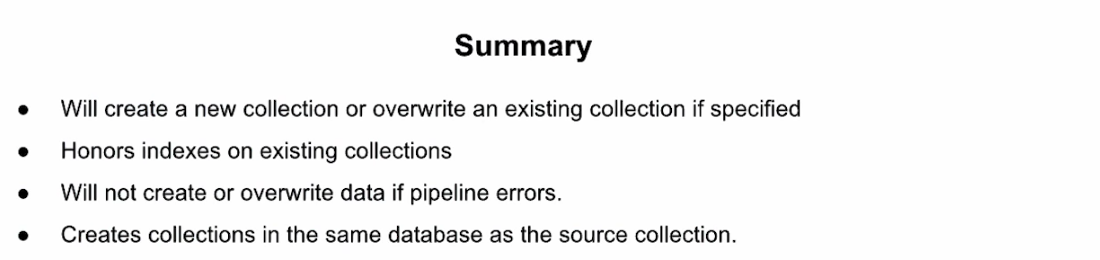 Summary
● Will create a new collection or overwrite an existing collection if specified
● Honors indexes on existing collections
● Will not create or overwrite data if pipeline errors.
● Creates collections in the same database as the source collection.